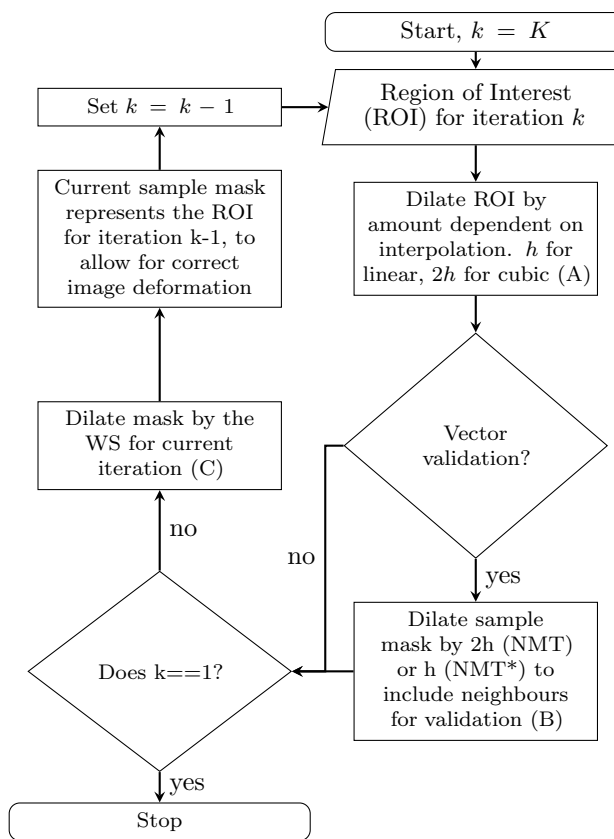 Start, k = K
Region of Interest
(ROI) for iteration k
Dilate ROI by
amount dependent on
interpolation. h for
linear, 2h for cubic (A)
Vector
validation?
yes
no
Dilate sample
mask by 2h (NMT)
or h (NMT*) to
include neighbours
for validation (B)
Does k==1?
yes
Stop
no
Dilate mask by the
WS for current
iteration (C)
Current sample mask
represents the ROI
for iteration k-1, to
allow for correct
image deformation
Set k = k − 1